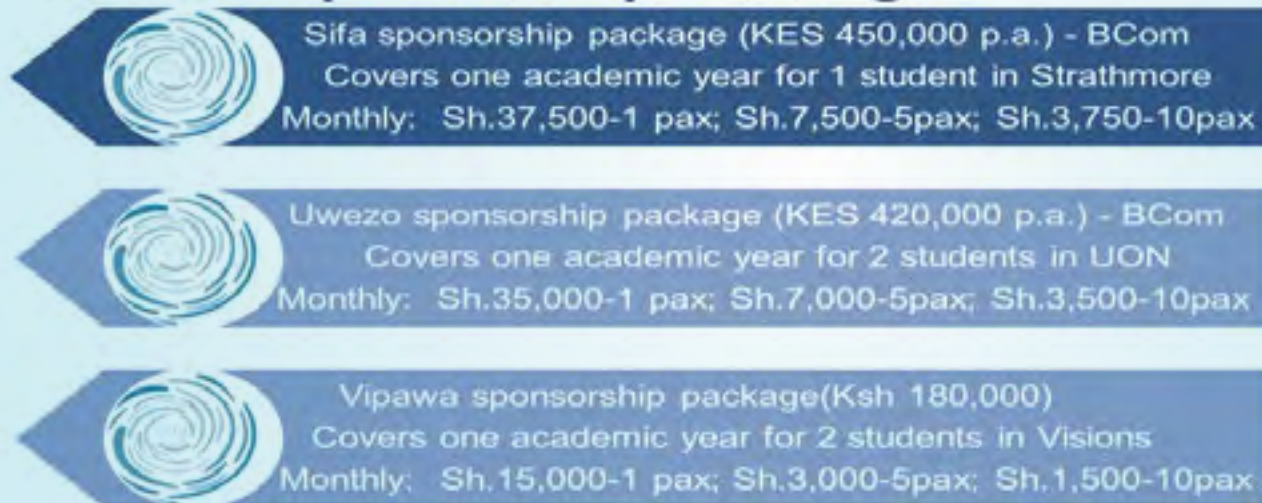 Sifa sponsorship package (KES 450,000 p.a.) - BCom
Covers one academic year for 1 student in Strathmore
Monthly: Sh.37,500-1 pax; Sh.7,500-5pax; Sh.3,750-10pax
Uwezo sponsorship package (KES 420,000 p.a.) - BCom
Covers one academic year for 2 students in UON
Monthly: Sh.35,000-1 pax; Sh.7,000-5pax; Sh.3,500-10pax
Vipawa sponsorship package(Ksh 180,000)
Covers one academic year for 2 students in Visions
Monthly: Sh.15,000-1 pax; Sh.3,000-5pax; Sh.1,500-10pax